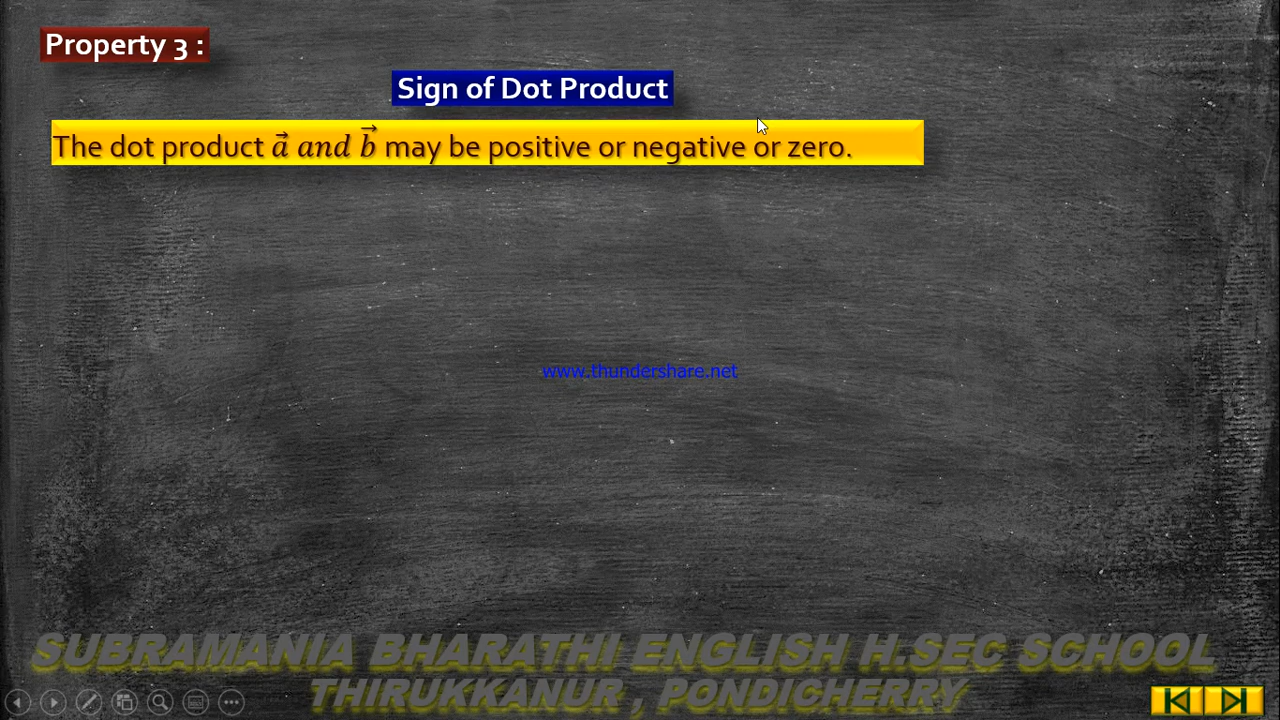 Property 3 :
Sign of Dot Product
The dot product a⃗ and b⃗ may be positive or negative or zero.
www.thundershare.net
SUBRAMANIA BHARATHI ENGLISH H.SEC SCHOOL
THIRUKKANUR , PONDICHERRY